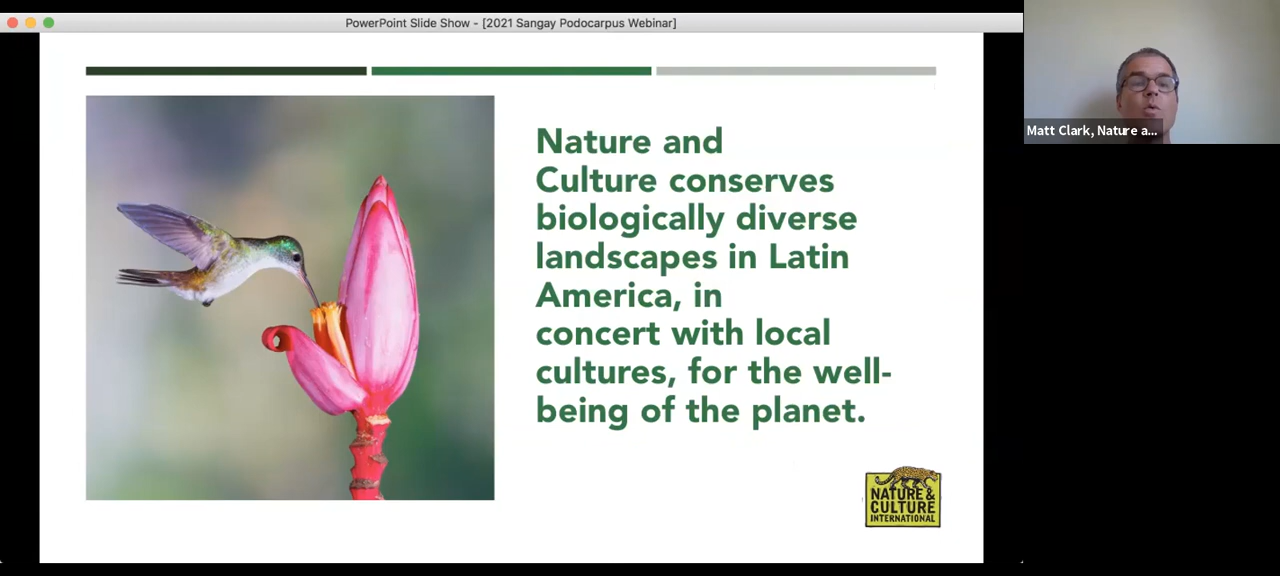 PowerPoint Slide Show - [2021 Sangay Podocarpus Webinar]
Matt Clark, Nature a...
Nature and
Culture conserves
biologically diverse
landscapes in Latin
America, in
concert with local
cultures, for the well-
being of the planet.
NATURE &
CULTURE
INTERNATIONAL